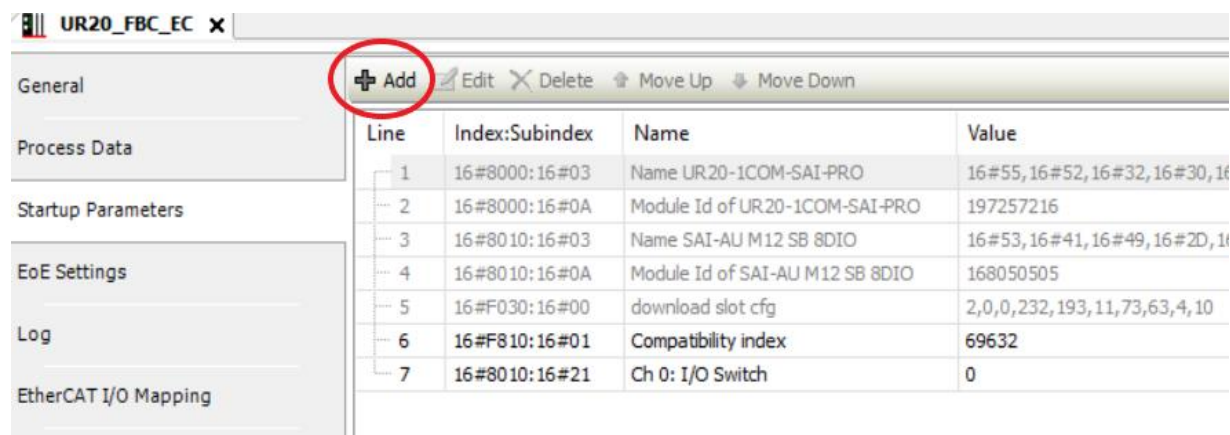 UR20_FBC_EC
General
Process Data
Startup Parameters
EoE Settings
Log
EtherCAT I/O Mapping
Add Edit Delete Move Up Move Down
Line Index:Subindex Name Value
1 16#8000:16#03 Name UR20-1COM-SAI-PRO 16#55,16#52,16#32,16#30,16
2 16#8000:16#0A Module Id of UR20-1COM-SAI-PRO 197257216
3 16#8010:16#03 Name SAI-AU M12 SB 8DIO 16#53,16#41,16#49,16#2D,16
4 16#8010:16#0A Module Id of SAI-AU M12 SB 8DIO 168050505
5 16#F030:16#00 download slot cfg 2,0,0,232,193,11,73,63,4,10
6 16#F810:16#01 Compatibility index 69632
7 16#8010:16#21 Ch 0: I/O Switch 0